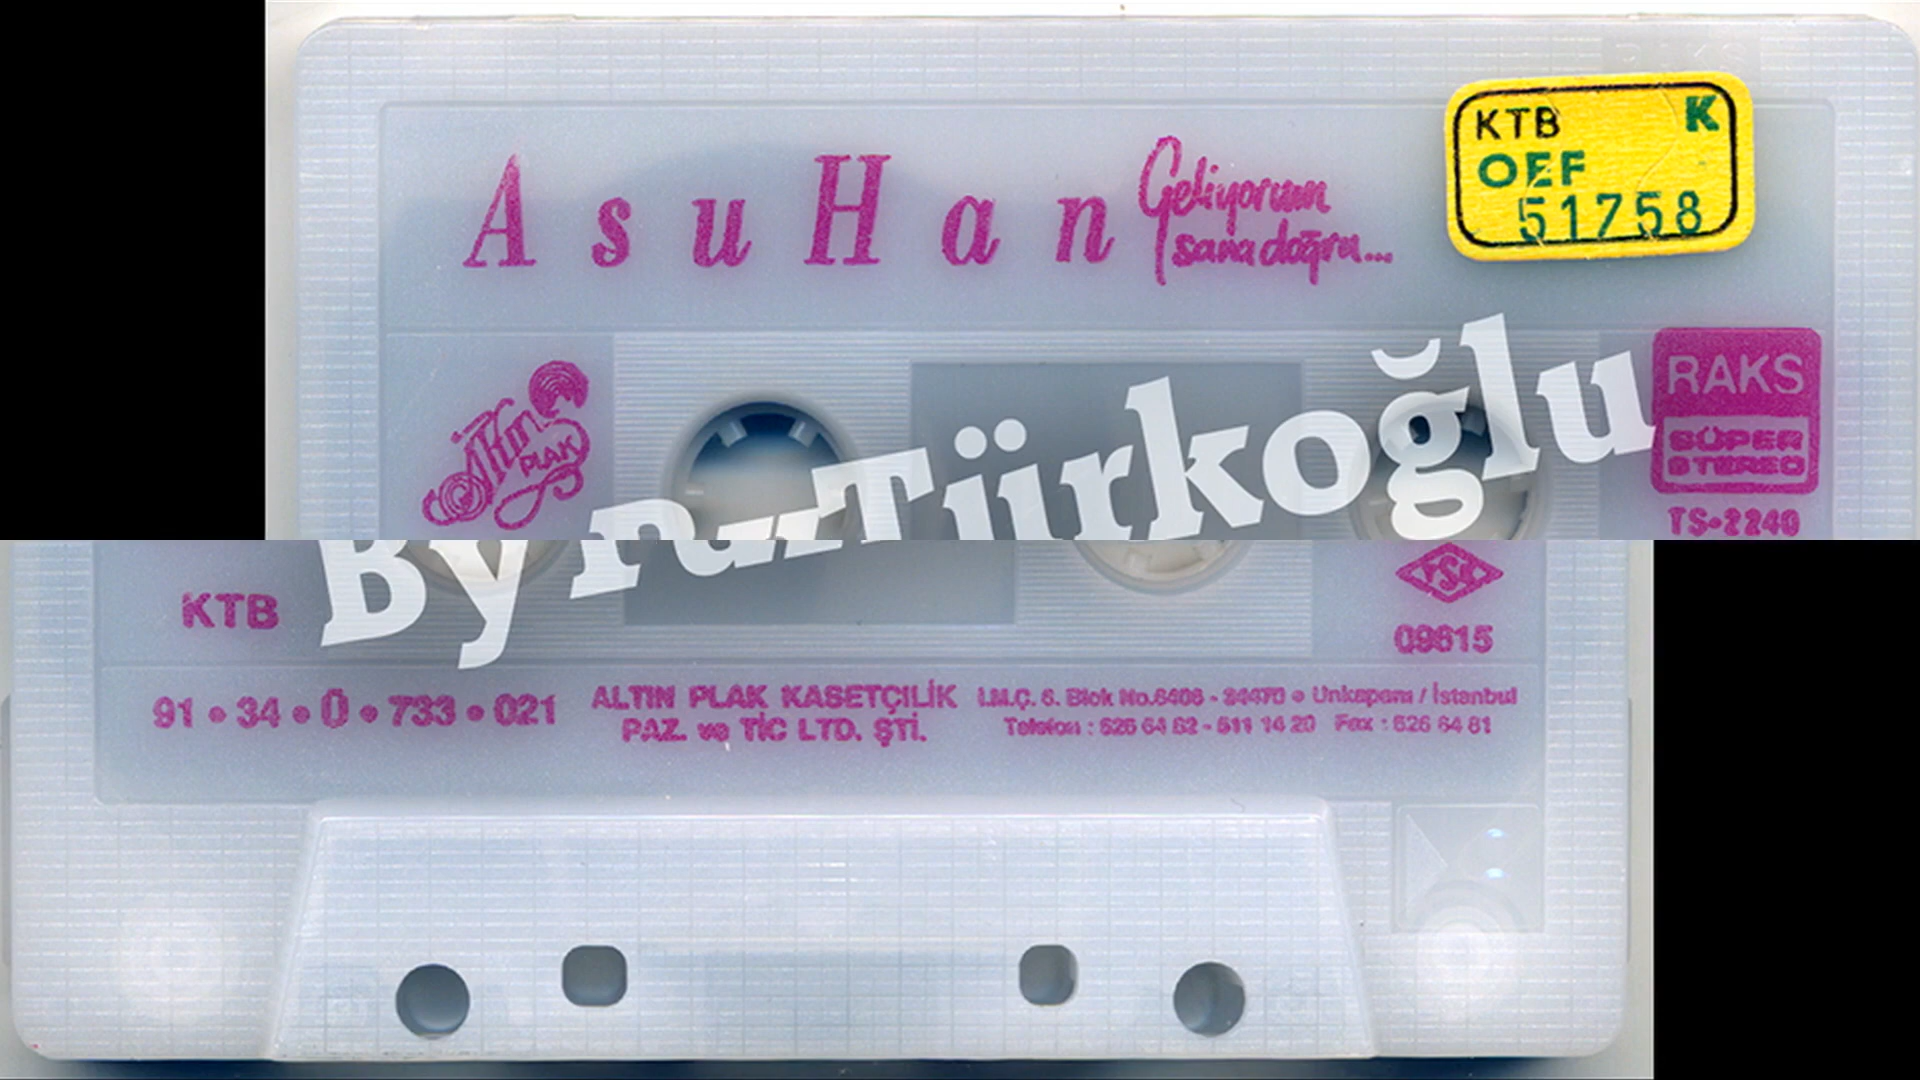 AsuHan
Geliyorum
sana doğru...
KTB K
OEF
51758
Altın
PLAK
RAKS
SÜPER
STEREO
TS-2240
Türkoğlu
By
KTB
TSE
09615
91 • 34 • Ü • 733 • 021
ALTIN PLAK KASETÇİLİK
PAZ. ve TİC LTD. ŞTİ.
İ.M.Ç. 6. Blok No.6406 - 34470 • Unkapanı / İstanbul
Telefon : 526 64 82 - 511 14 20 Fax : 526 64 81